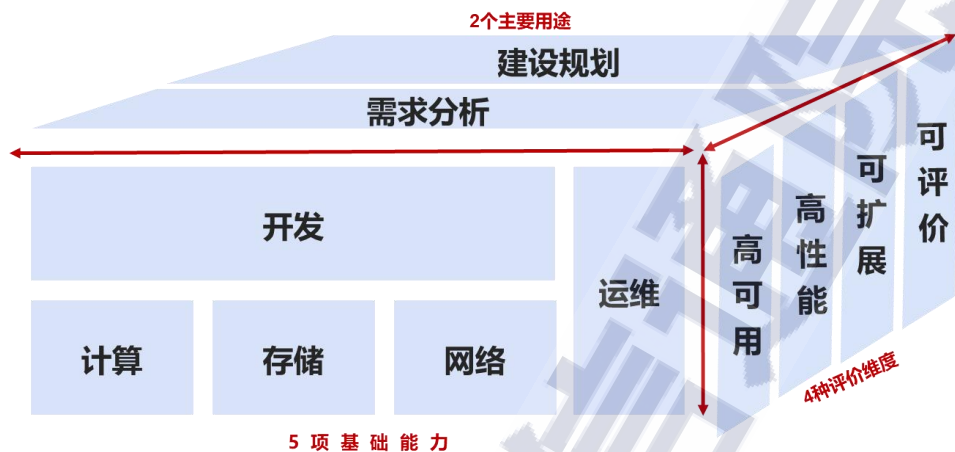 2个主要用途
建设规划
需求分析
开发
运维
计算
存储
网络
高可用
高性能
可扩展
可评价
5项基础能力
4种评价维度